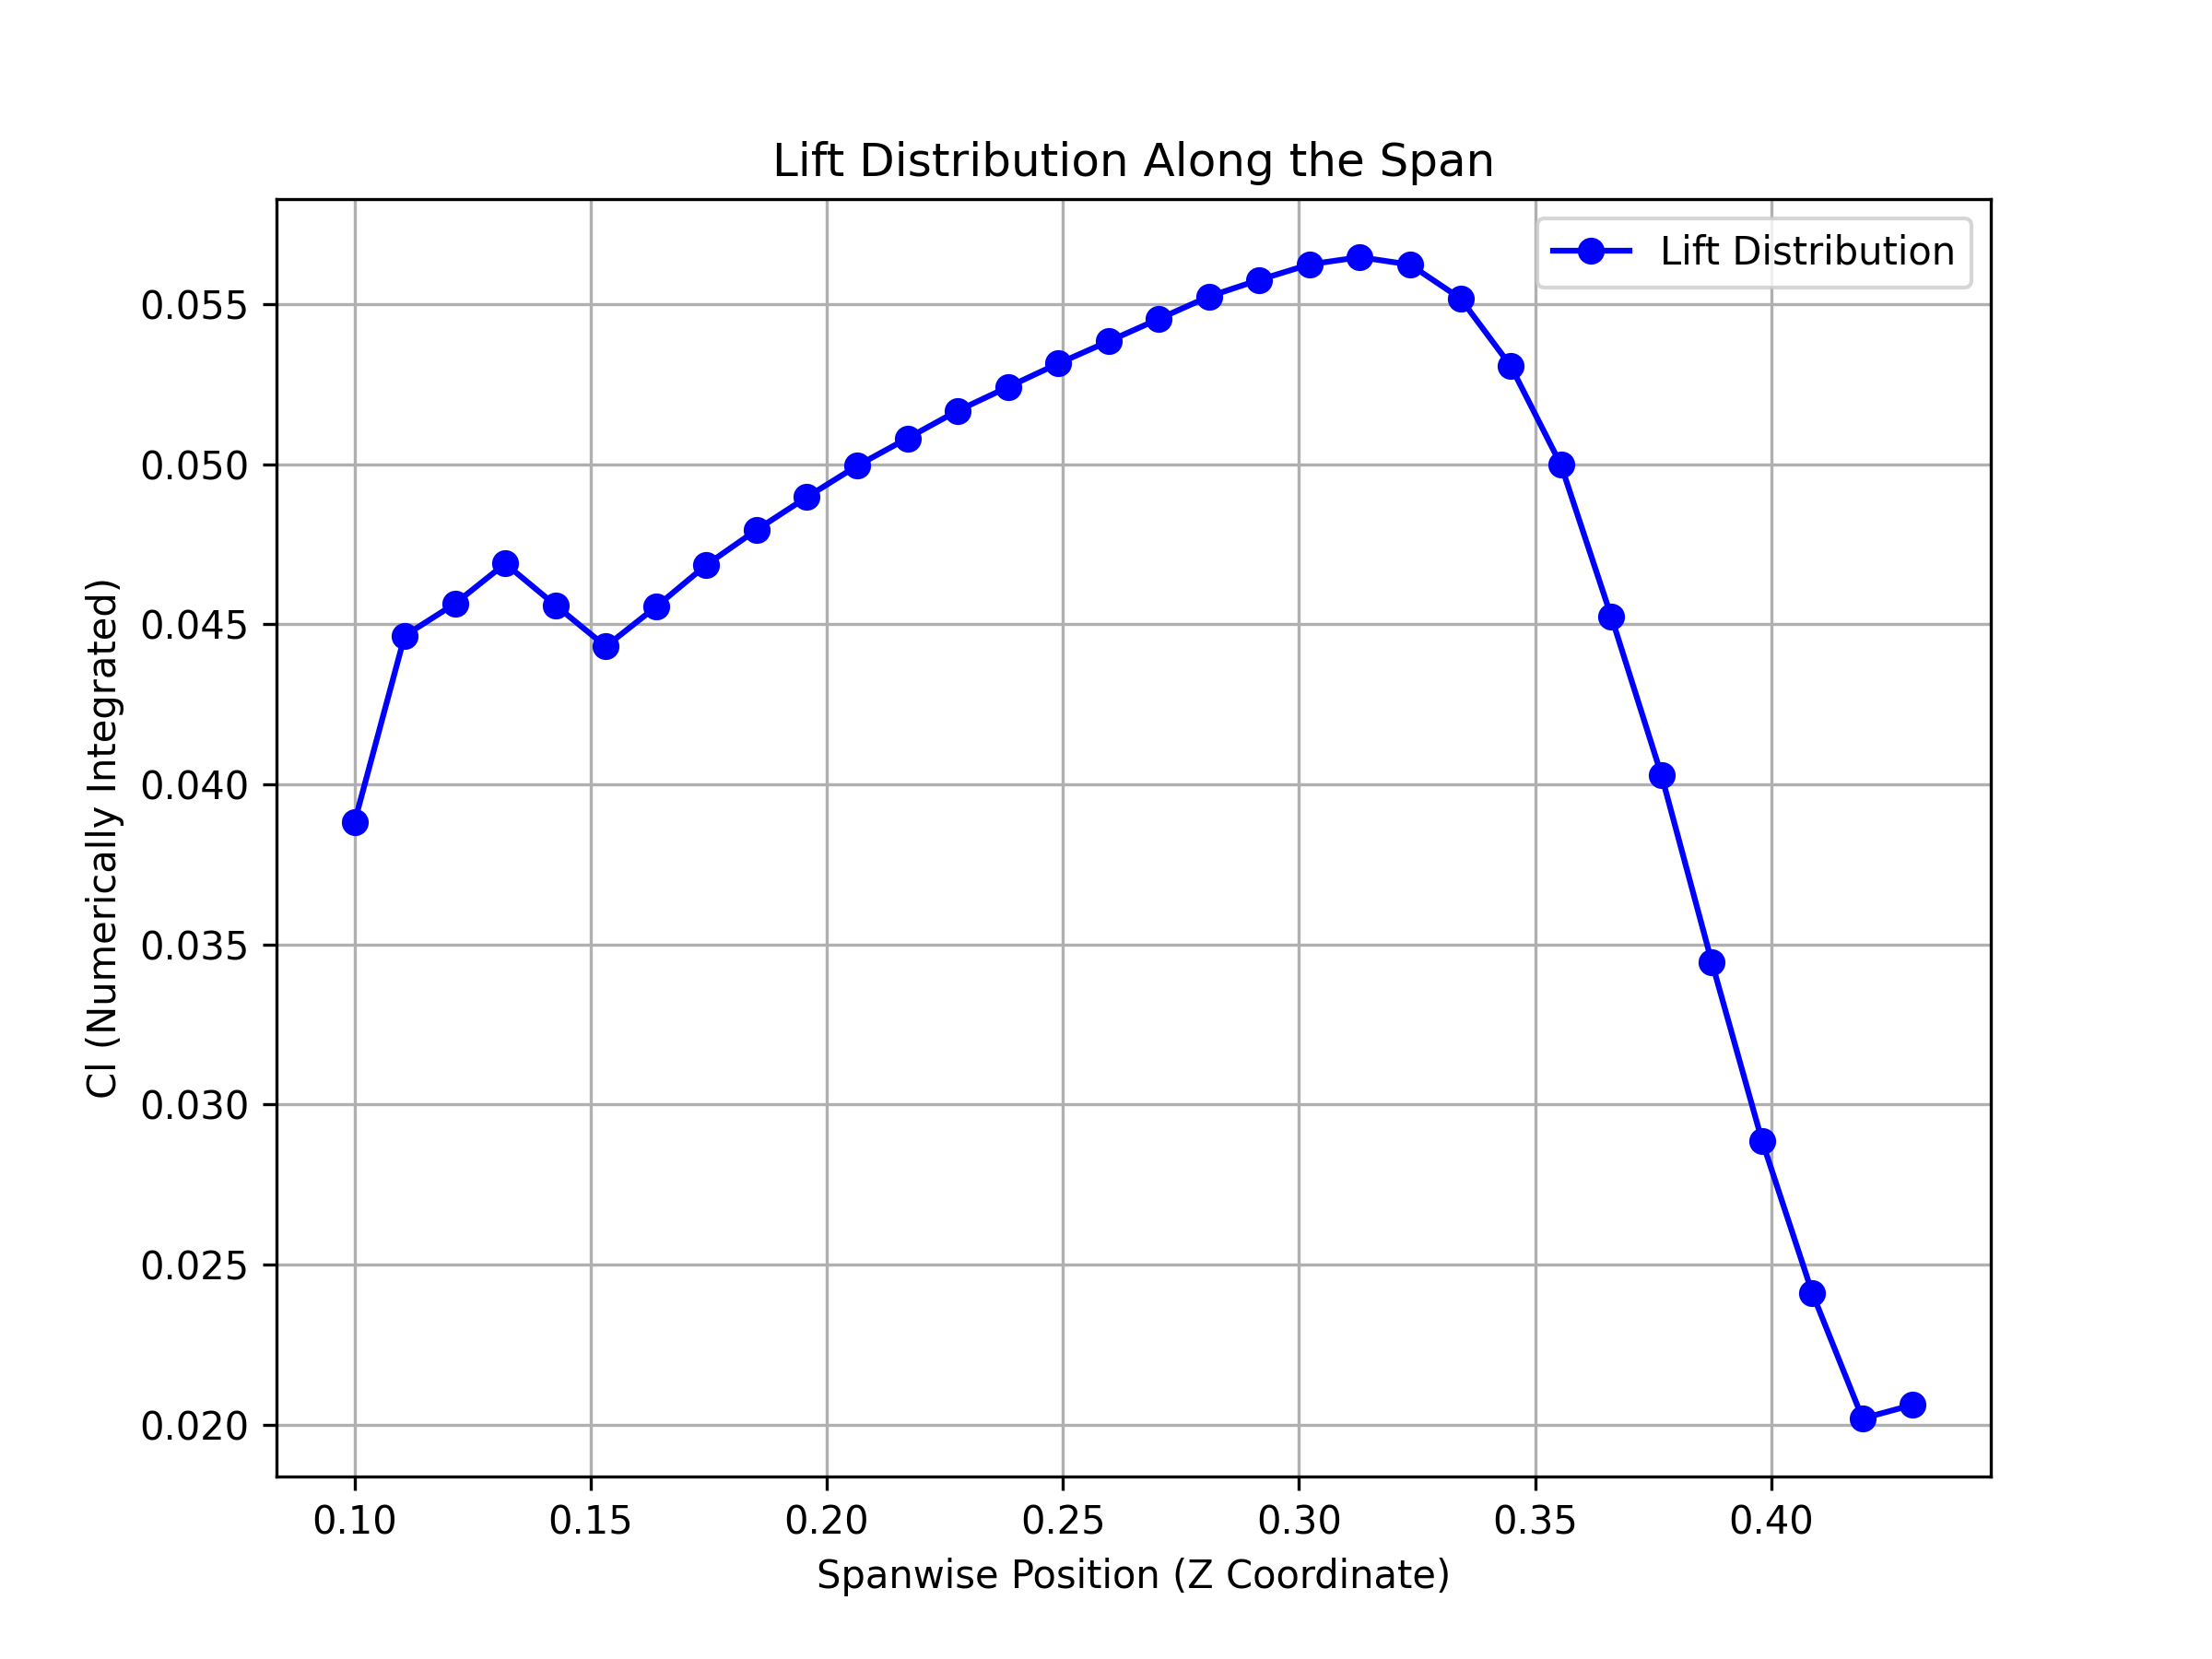 Lift Distribution Along the Span
Lift Distribution
0.055
0.050
0.045
0.040
0.035
0.030
0.025
0.020
Cl (Numerically Integrated)
0.10 0.15 0.20 0.25 0.30 0.35 0.40
Spanwise Position (Z Coordinate)